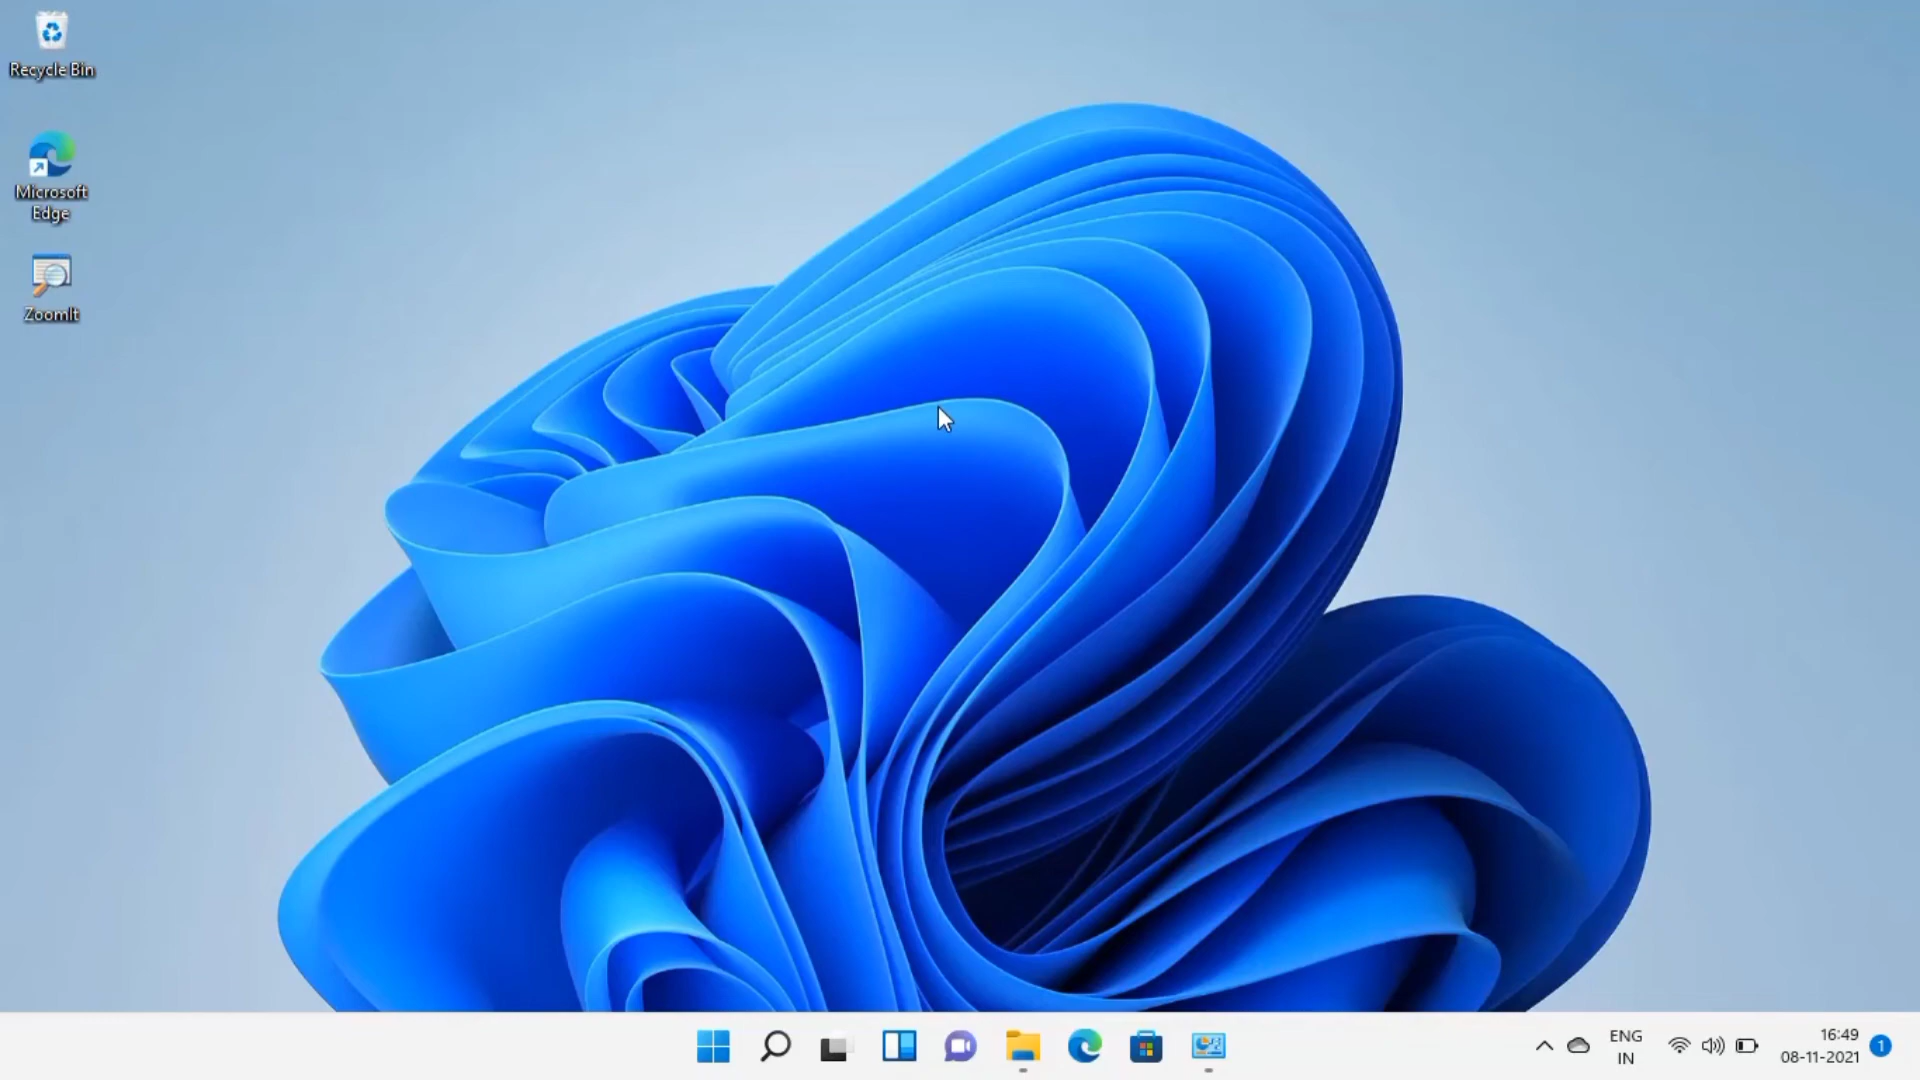 Recycle Bin
Microsoft
Edge
ZoomIt
ENG
IN
16:49
08-11-2021
1